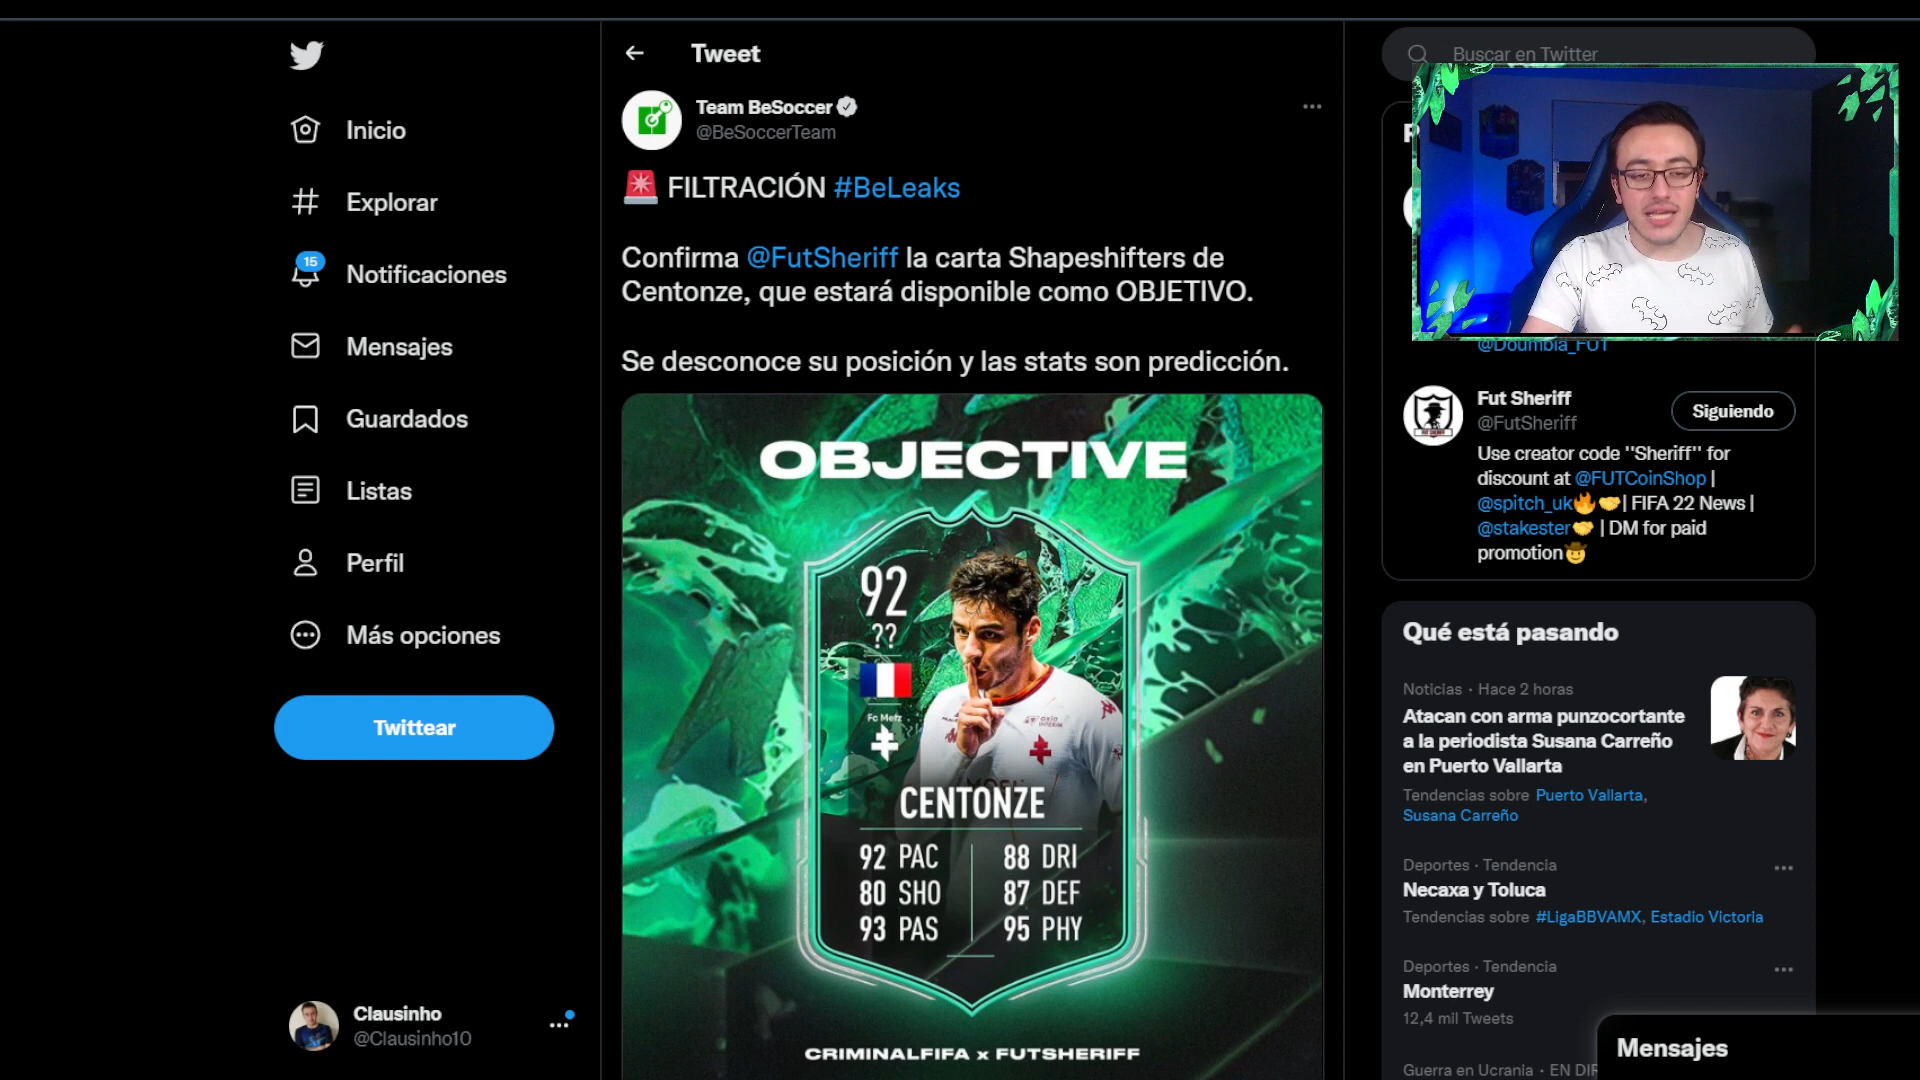 Inicio
Explorar
15
Notificaciones
Mensajes
Guardados
Listas
Perfil
Más opciones
Twittear
Clausinho
@Clausinho10
Tweet
Team BeSoccer
@BeSoccerTeam
FILTRACIÓN #BeLeaks
Confirma @FutSheriff la carta Shapeshifters de
Centonze, que estará disponible como OBJETIVO.
Se desconoce su posición y las stats son predicción.
OBJECTIVE
92
??
Fc Metz
CENTONZE
92 PAC 88 DRI
80 SHO 87 DEF
93 PAS 95 PHY
CRIMINALFIFA x FUTSHERIFF
Buscar en Twitter
@Doumbia_FUT
Fut Sheriff
@FutSheriff
Siguiendo
Use creator code "Sheriff" for
discount at @FUTCoinShop |
@spitch_uk | FIFA 22 News |
@stakester | DM for paid
promotion
Qué está pasando
Noticias · Hace 2 horas
Atacan con arma punzocortante
a la periodista Susana Carreño
en Puerto Vallarta
Tendencias sobre Puerto Vallarta,
Susana Carreño
Deportes · Tendencia
Necaxa y Toluca
Tendencias sobre #LigaBBVAMX, Estadio Victoria
Deportes · Tendencia
Monterrey
12,4 mil Tweets
Guerra en Ucrania · EN DIR
Mensajes